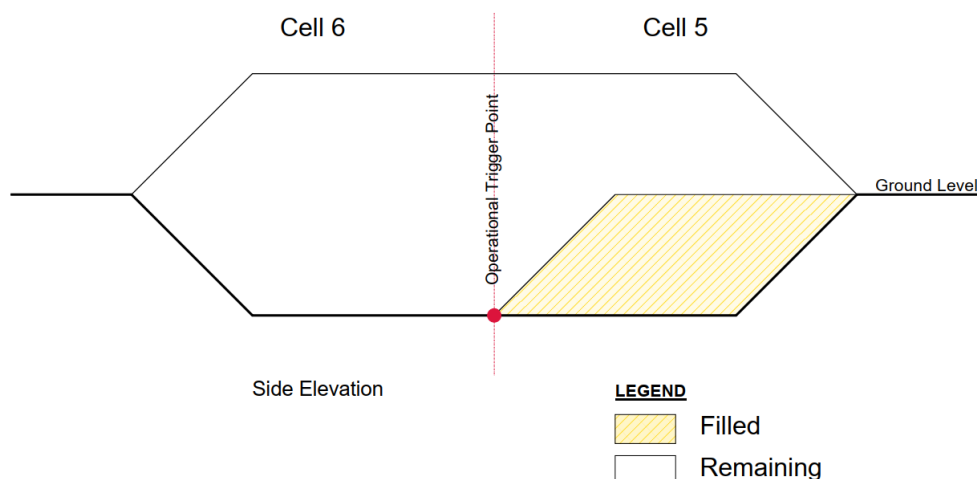 Cell 6
Cell 5
Operational Trigger Point
Ground Level
Side Elevation
LEGEND
Filled
Remaining